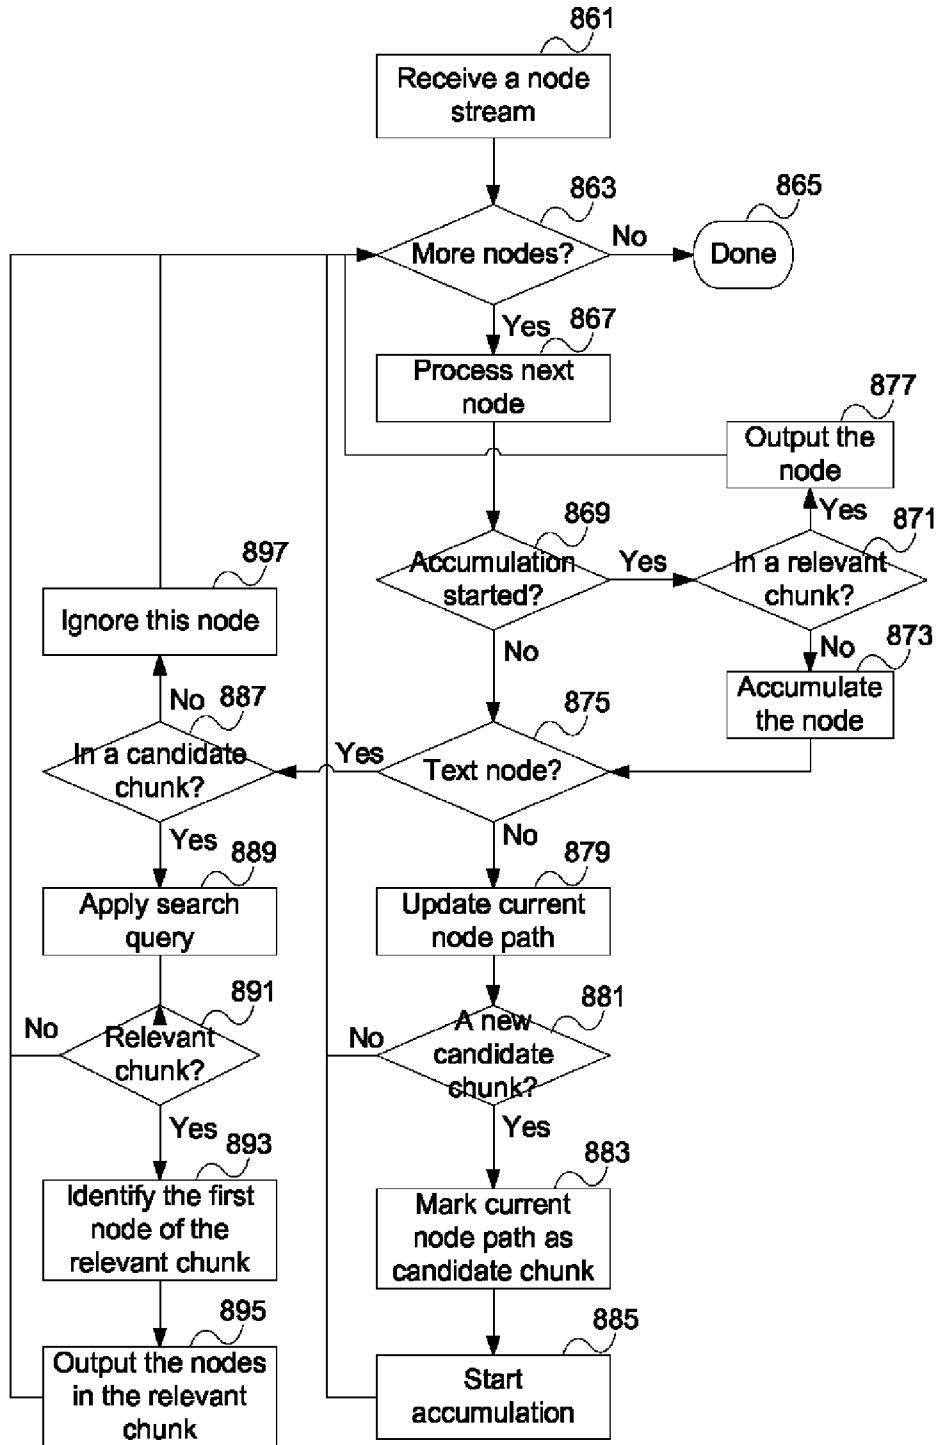 861
Receive a node
stream
863
More nodes?
No
865
Done
Yes
867
Process next
node
877
Output the
node
Yes
869
Accumulation
started?
Yes
871
In a relevant
chunk?
No
873
Accumulate
the node
897
Ignore this node
No
No
887
In a candidate
chunk?
Yes
875
Text node?
Yes
889
Apply search
query
No
879
Update current
node path
891
Relevant
chunk?
No
881
A new
candidate
chunk?
No
Yes
893
Identify the first
node of the
relevant chunk
Yes
883
Mark current
node path as
candidate chunk
895
Output the nodes
in the relevant
chunk
885
Start
accumulation